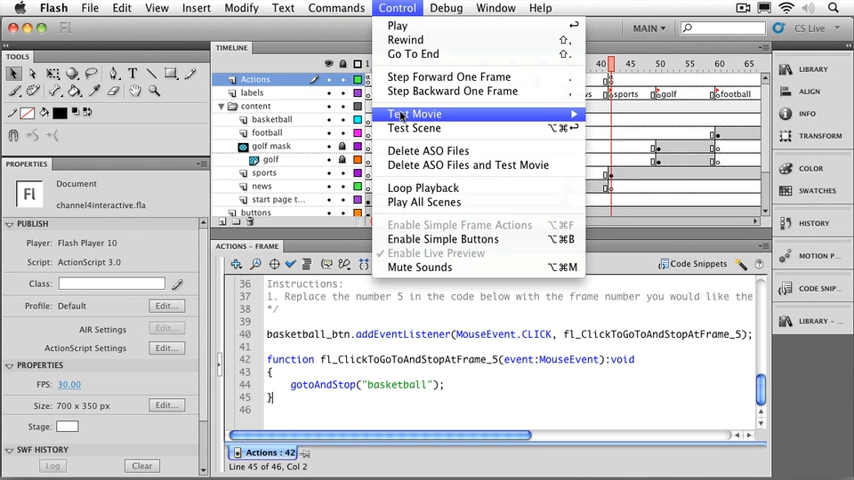 Flash File Edit View Insert Modify Text Commands Control Debug Window Help
Fl MAIN CS Live
TOOLS
PROPERTIES
Fl Document
channel4interactive.fla
PUBLISH
Player: Flash Player 10
Script: ActionScript 3.0
Class:
Profile: Default Edit...
AIR Settings Edit...
ActionScript Settings Edit...
PROPERTIES
FPS: 30.00
Size: 700 x 350 px Edit...
Stage:
SWF HISTORY
Log Clear
TIMELINE
Actions
labels
content
basketball
football
golf mask
golf
sports
news
start page t...
buttons
Play
Rewind ⇧,
Go To End ⇧.
Step Forward One Frame .
Step Backward One Frame ,
Test Movie
Test Scene ⌥⌘↩
Delete ASO Files
Delete ASO Files and Test Movie
Loop Playback
Play All Scenes
Enable Simple Frame Actions ⌥⌘F
Enable Simple Buttons ⌥⌘B
✓ Enable Live Preview
Mute Sounds ⌥⌘M
45 50 55 60 65
sports golf football
ACTIONS - FRAME
Code Snippets
36 Instructions:
37 1. Replace the number 5 in the code below with the frame number you would like the
38 */
39
40 basketball_btn.addEventListener(MouseEvent.CLICK, fl_ClickToGoToAndStopAtFrame_5);
41
42 function fl_ClickToGoToAndStopAtFrame_5(event:MouseEvent):void
43 {
44 gotoAndStop("basketball");
45 }
46
Actions : 42
Line 45 of 46, Col 2
LIBRARY
ALIGN
INFO
TRANSFORM
COLOR
SWATCHES
HISTORY
MOTION P...
CODE SNIP...
LIBRARY -...